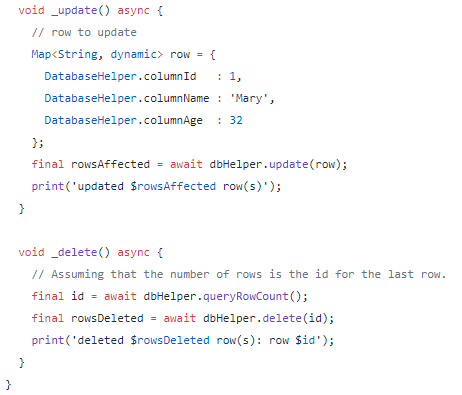 void _update() async {
// row to update
Map<String, dynamic> row = {
DatabaseHelper.columnId   : 1,
DatabaseHelper.columnName : 'Mary',
DatabaseHelper.columnAge  : 32
};
final rowsAffected = await dbHelper.update(row);
print('updated $rowsAffected row(s)');
}
void _delete() async {
// Assuming that the number of rows is the id for the last row.
final id = await dbHelper.queryRowCount();
final rowsDeleted = await dbHelper.delete(id);
print('deleted $rowsDeleted row(s): row $id');
}
}